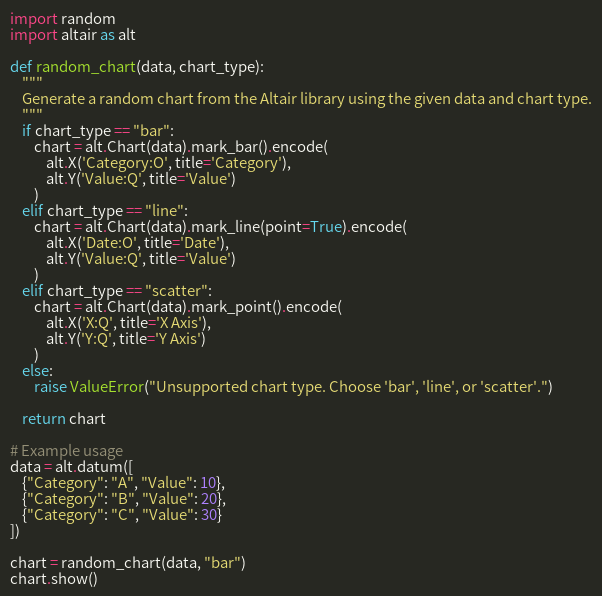 import random
import altair as alt

def random_chart(data, chart_type):
    """
    Generate a random chart from the Altair library using the given data and chart type.
    """
    if chart_type == "bar":
        chart = alt.Chart(data).mark_bar().encode(
            alt.X('Category:O', title='Category'),
            alt.Y('Value:Q', title='Value')
        )
    elif chart_type == "line":
        chart = alt.Chart(data).mark_line(point=True).encode(
            alt.X('Date:O', title='Date'),
            alt.Y('Value:Q', title='Value')
        )
    elif chart_type == "scatter":
        chart = alt.Chart(data).mark_point().encode(
            alt.X('X:Q', title='X Axis'),
            alt.Y('Y:Q', title='Y Axis')
        )
    else:
        raise ValueError("Unsupported chart type. Choose 'bar', 'line', or 'scatter'.")

    return chart

# Example usage
data = alt.datum([
    {"Category": "A", "Value": 10},
    {"Category": "B", "Value": 20},
    {"Category": "C", "Value": 30}
])

chart = random_chart(data, "bar")
chart.show()